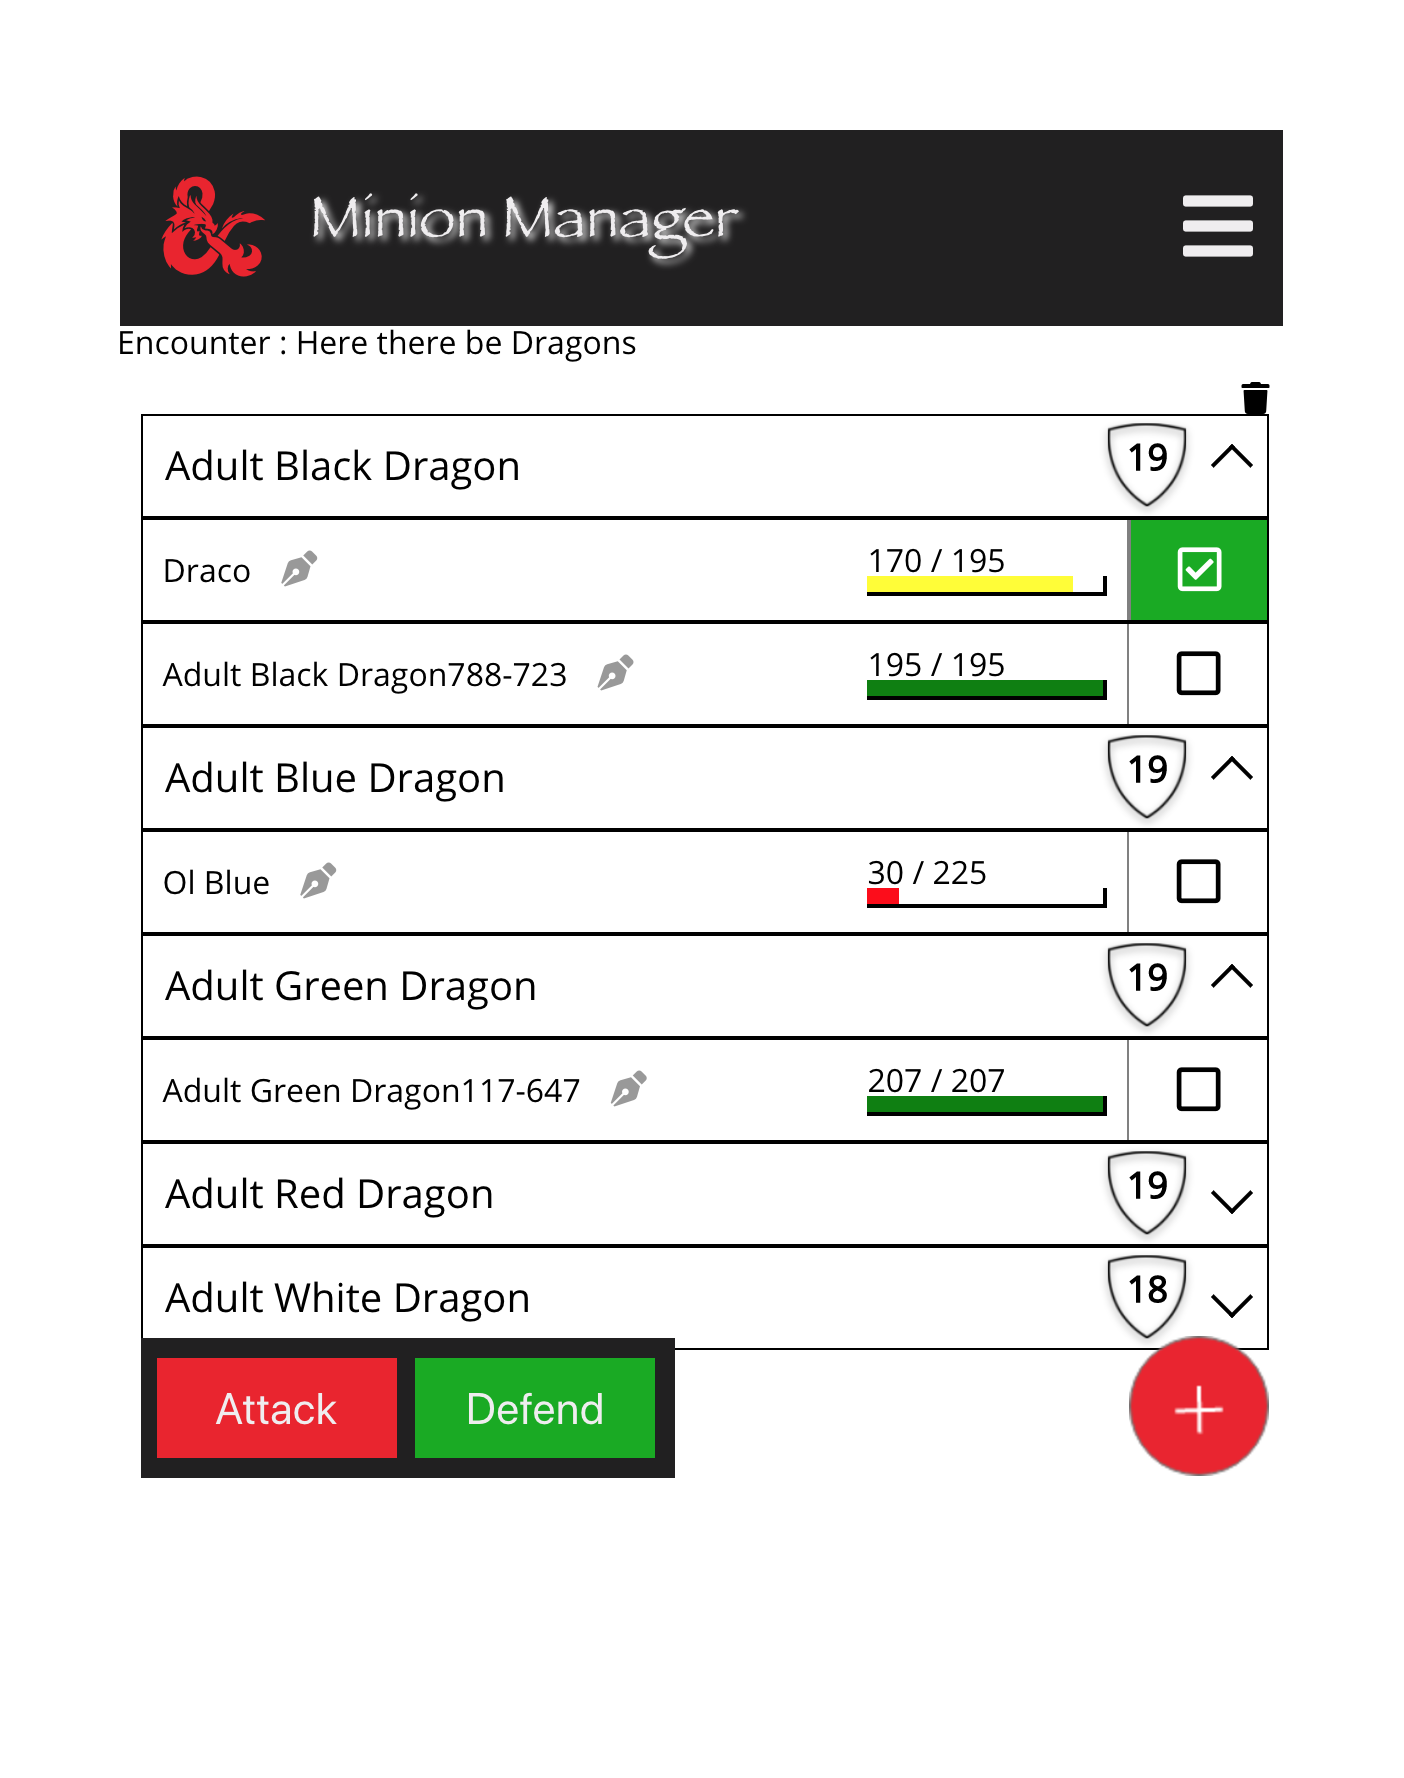 Minion Manager
Encounter : Here there be Dragons
Adult Black Dragon 19
Draco 170 / 195
Adult Black Dragon788-723 195 / 195
Adult Blue Dragon 19
Ol Blue 30 / 225
Adult Green Dragon 19
Adult Green Dragon117-647 207 / 207
Adult Red Dragon 19
Adult White Dragon 18
Attack Defend